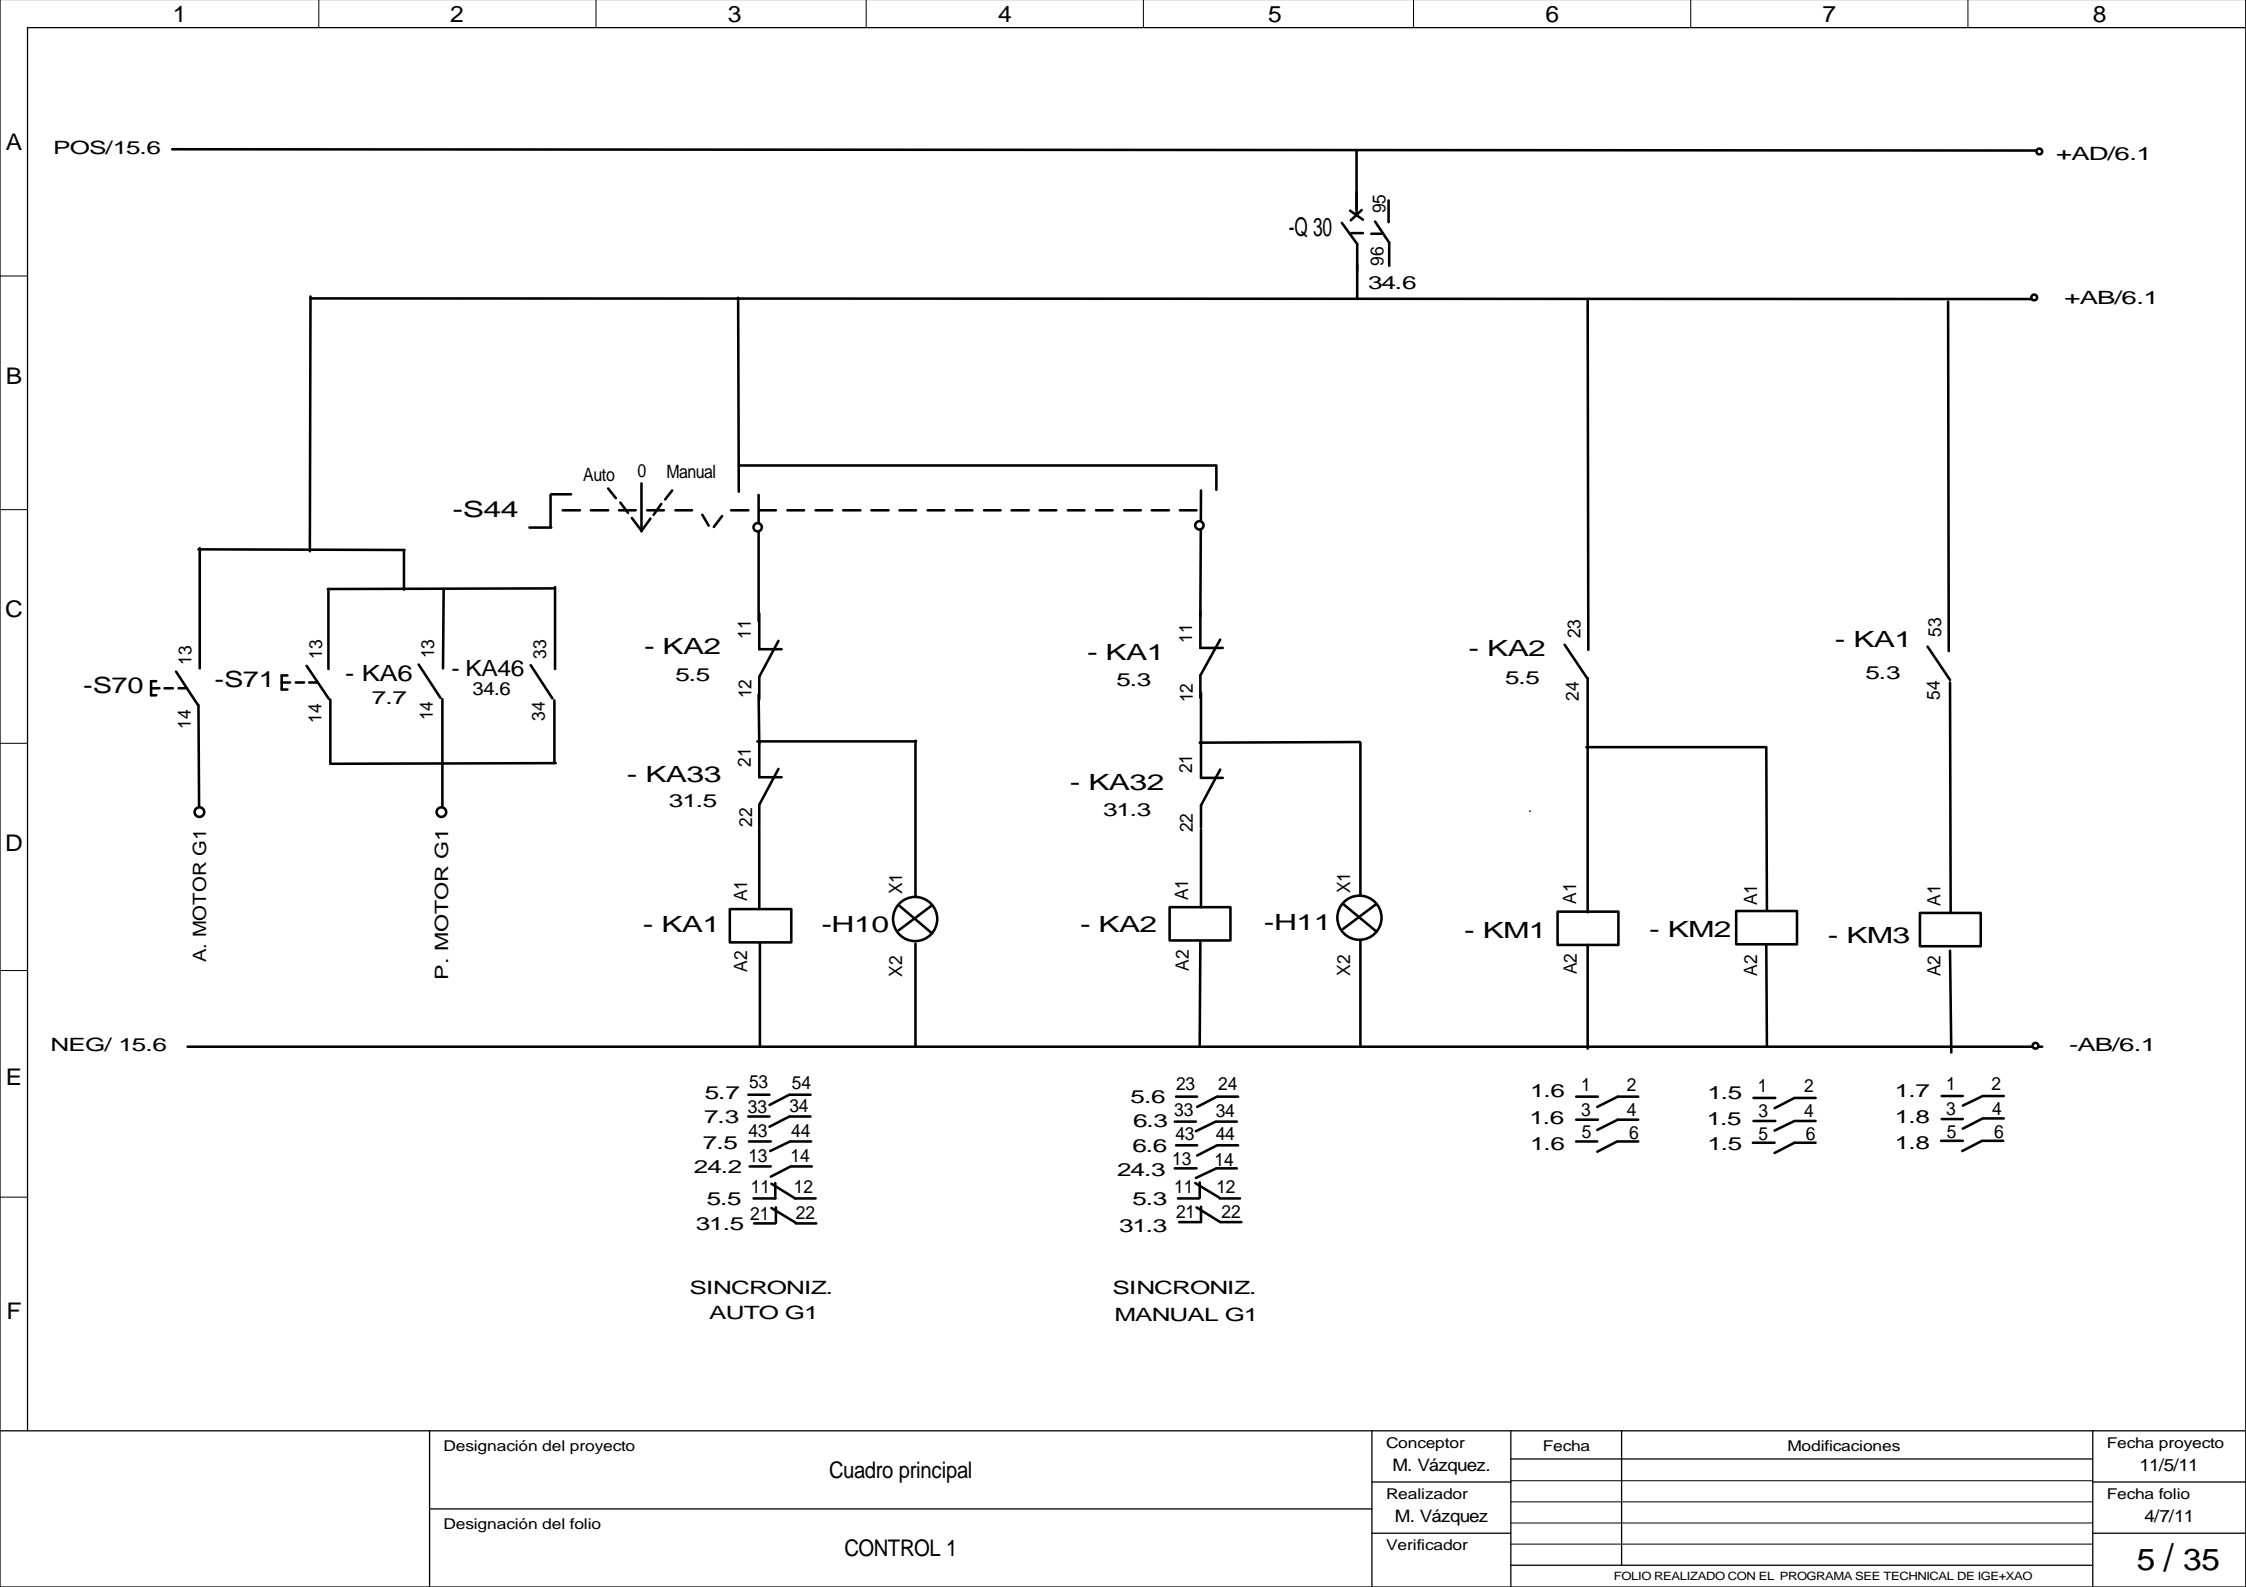 1 2 3 4 5 6 7 8
A
POS/15.6
+AD/6.1
-Q 30
95
96
34.6
+AB/6.1
B
Auto 0 Manual
-S44
C
-S70
13
14
-S71
13
14
- KA6
7.7
13
14
- KA46
34.6
33
34
- KA2
5.5
11
12
- KA1
5.3
11
12
- KA2
5.5
23
24
- KA1
5.3
53
54
- KA33
31.5
21
22
- KA32
31.3
21
22
D
A. MOTOR G1
P. MOTOR G1
- KA1
A1
A2
-H10
X1
X2
- KA2
A1
A2
-H11
X1
X2
- KM1
A1
A2
- KM2
A1
A2
- KM3
A1
A2
NEG/ 15.6
-AB/6.1
E
5.7 53 54
7.3 33 34
7.5 43 44
24.2 13 14
5.5 11 12
31.5 21 22
5.6 23 24
6.3 33 34
6.6 43 44
24.3 13 14
5.3 11 12
31.3 21 22
1.6 1 2
1.6 3 4
1.6 5 6
1.5 1 2
1.5 3 4
1.5 5 6
1.7 1 2
1.8 3 4
1.8 5 6
F
SINCRONIZ.
AUTO G1
SINCRONIZ.
MANUAL G1
Designación del proyecto
Cuadro principal
Designación del folio
CONTROL 1
Conceptor
M. Vázquez.
Realizador
M. Vázquez
Verificador
Fecha
Modificaciones
FOLIO REALIZADO CON EL PROGRAMA SEE TECHNICAL DE IGE+XAO
Fecha proyecto
11/5/11
Fecha folio
4/7/11
5 / 35